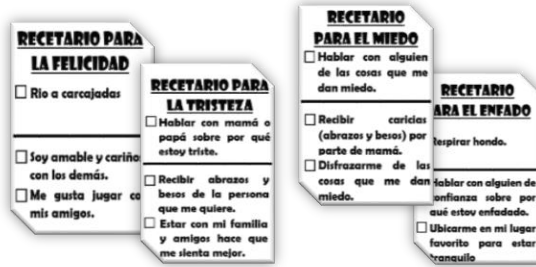 RECETARIO PARA
LA FELICIDAD
Rio a carcajadas
Soy amable y cariño
con los demás.
Me gusta jugar co
mis amigos.
RECETARIO PARA
LA TRISTEZA
Hablar con mamá o
papá sobre por qué
estoy triste.
Recibir abrazos y
besos de la persona
que me quiere.
Estar con mi familia
y amigos hace que
me sienta mejor.
RECETARIO
PARA EL MIEDO
Hablar con alguien
de las cosas que me
dan miedo.
Recibir caricias
(abrazos y besos) por
parte de mamá.
Disfrazarme de las
cosas que me dan
miedo.
RECETARIO
ARA EL ENFADO
Respirar hondo.
Hablar con alguien de
onfianza sobre por
qué estoy enfadado.
Ubicarme en mi lugar
favorito para estar
tranquilo